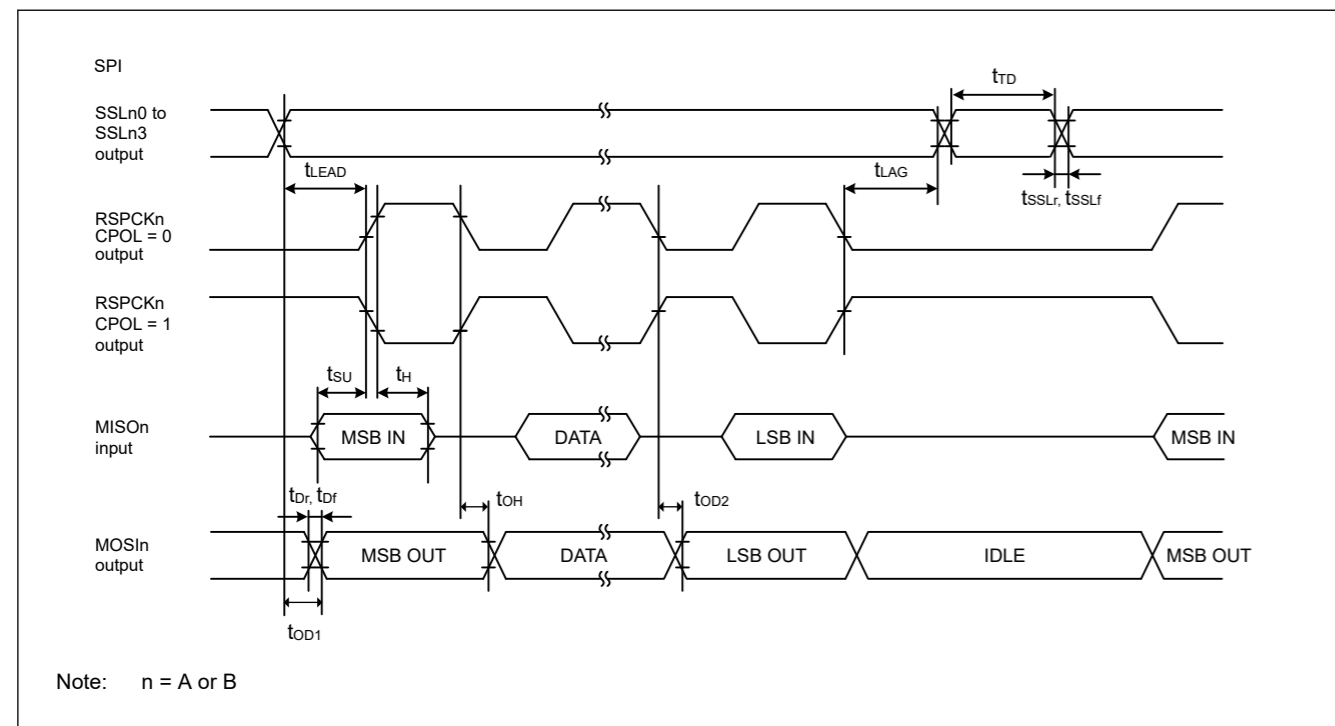 SPI
tTD
SSLn0 to
SSLn3
output
tLEAD
tLAG
tSSLr, tSSLf
RSPCKn
CPOL = 0
output
RSPCKn
CPOL = 1
output
tSU
tH
MISOn
input
MSB IN
DATA
LSB IN
MSB IN
tDr, tDf
tOH
tOD2
MOSIn
output
MSB OUT
DATA
LSB OUT
IDLE
MSB OUT
tOD1
Note: n = A or B